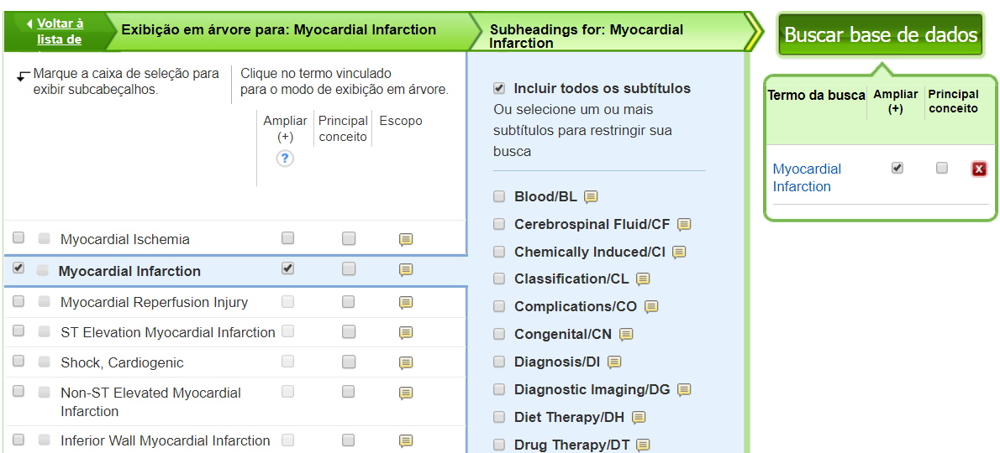 Voltar à
lista de
Exibição em árvore para: Myocardial Infarction
Subheadings for: Myocardial
Infarction
Buscar base de dados
Marque a caixa de seleção para
exibir subcabeçalhos.
Clique no termo vinculado
para o modo de exibição em árvore.
Ampliar
(+)
?
Principal
conceito
Escopo
Myocardial Ischemia
Myocardial Infarction
Myocardial Reperfusion Injury
ST Elevation Myocardial Infarction
Shock, Cardiogenic
Non-ST Elevated Myocardial
Infarction
Inferior Wall Myocardial Infarction
Incluir todos os subtítulos
Ou selecione um ou mais
subtítulos para restringir sua
busca
Blood/BL
Cerebrospinal Fluid/CF
Chemically Induced/CI
Classification/CL
Complications/CO
Congenital/CN
Diagnosis/DI
Diagnostic Imaging/DG
Diet Therapy/DH
Drug Therapy/DT
Termo da busca
Ampliar
(+)
Principal
conceito
Myocardial
Infarction